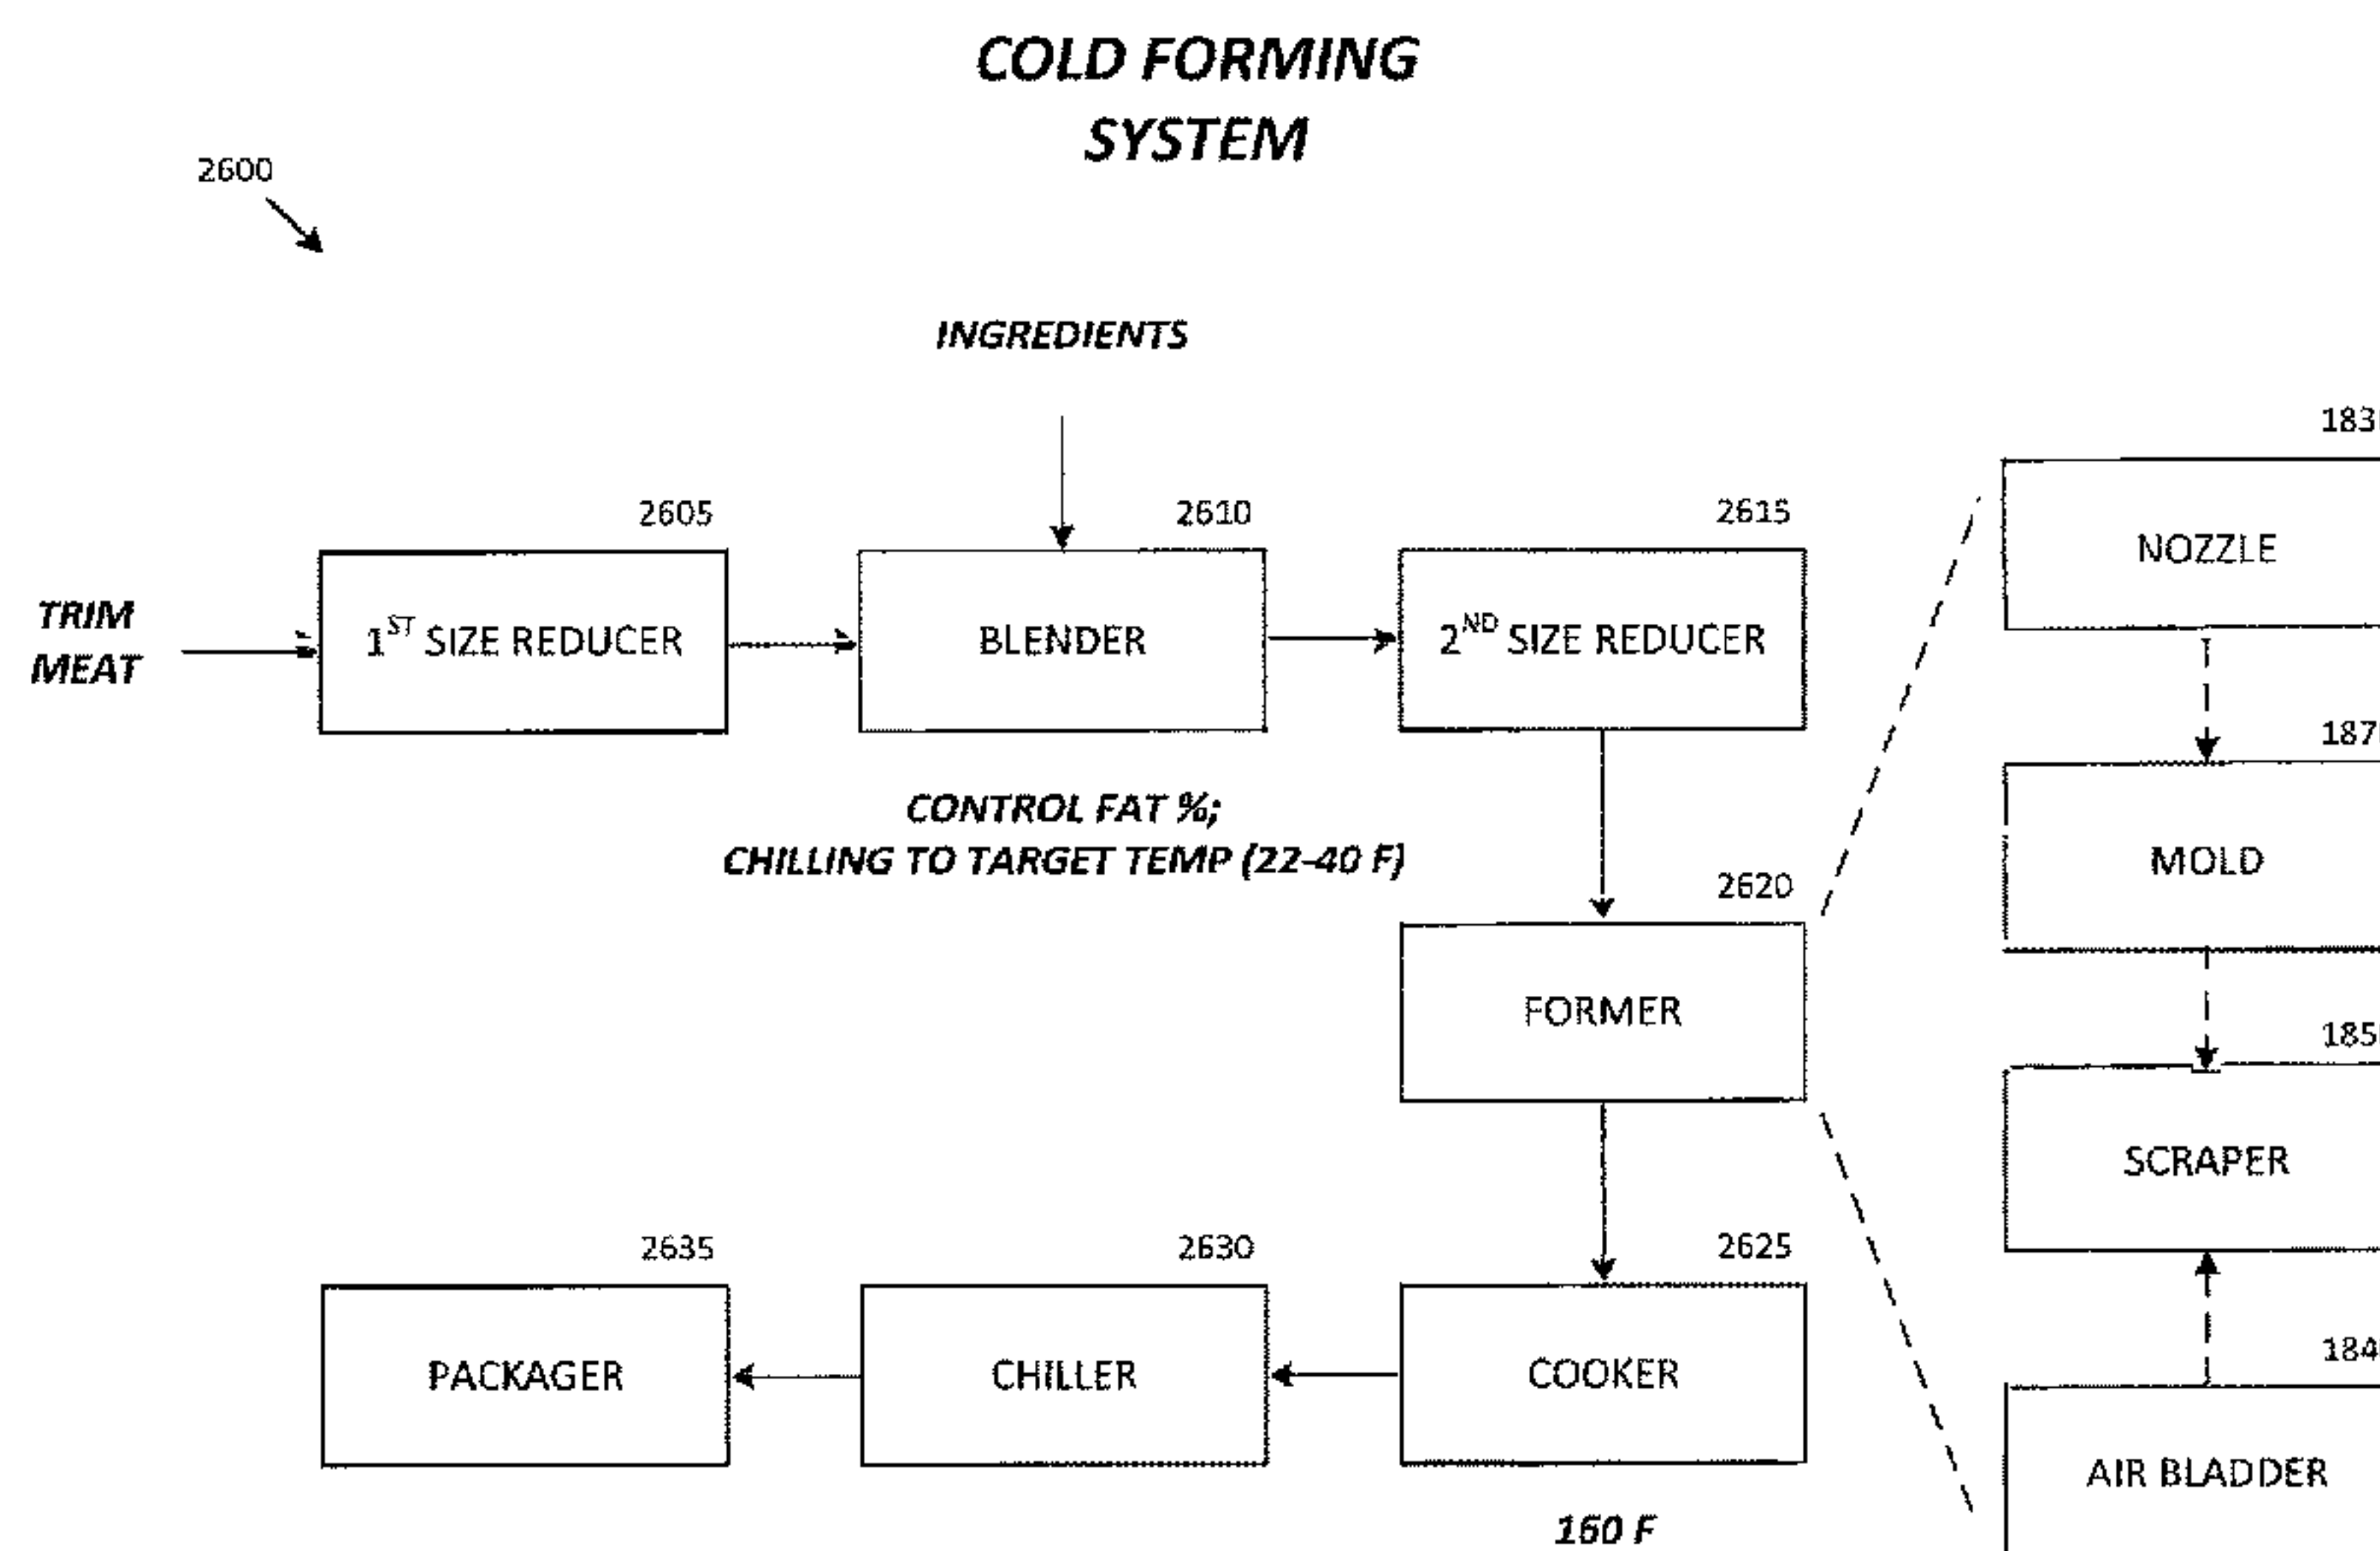 COLD FORMING
SYSTEM
2600
INGREDIENTS
183
2605
2610
2615
NOZZLE
TRIM
MEAT
1ST SIZE REDUCER
BLENDER
2ND SIZE REDUCER
187
CONTROL FAT %;
CHILLING TO TARGET TEMP (22-40 F)
MOLD
2620
FORMER
185
SCRAPER
2635
2630
2625
184
PACKAGER
CHILLER
COOKER
AIR BLADDER
160 F